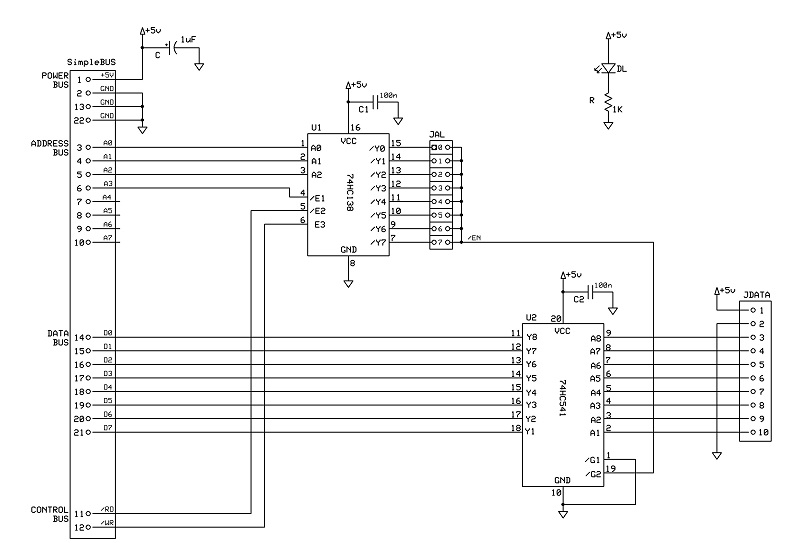 +5v
1uF
C
+
SimpleBUS
POWER BUS
1 +5V
2 GND
13 GND
22 GND
ADDRESS BUS
3 A0
4 A1
5 A2
6 A3
7 A4
8 A5
9 A6
10 A7
DATA BUS
14 D0
15 D1
16 D2
17 D3
18 D4
19 D5
20 D6
21 D7
CONTROL BUS
11 /RD
12 /WR
+5v
C1 100n
U1 16
VCC
74HC138
1 A0 /Y0 15
2 A1 /Y1 14
3 A2 /Y2 13
/Y3 12
4 /E1 /Y4 11
5 /E2 /Y5 10
6 E3 /Y6 9
/Y7 7
GND
8
JAL
0
1
2
3
4
5
6
7
/EN
+5v
DL
R 1K
+5v
C2 100n
U2 20
VCC
74HC541
11 Y8 A8 9
12 Y7 A7 8
13 Y6 A6 7
14 Y5 A5 6
15 Y4 A4 5
16 Y3 A3 4
17 Y2 A2 3
18 Y1 A1 2
/G1 1
/G2 19
GND
10
+5v
JDATA
1
2
3
4
5
6
7
8
9
10